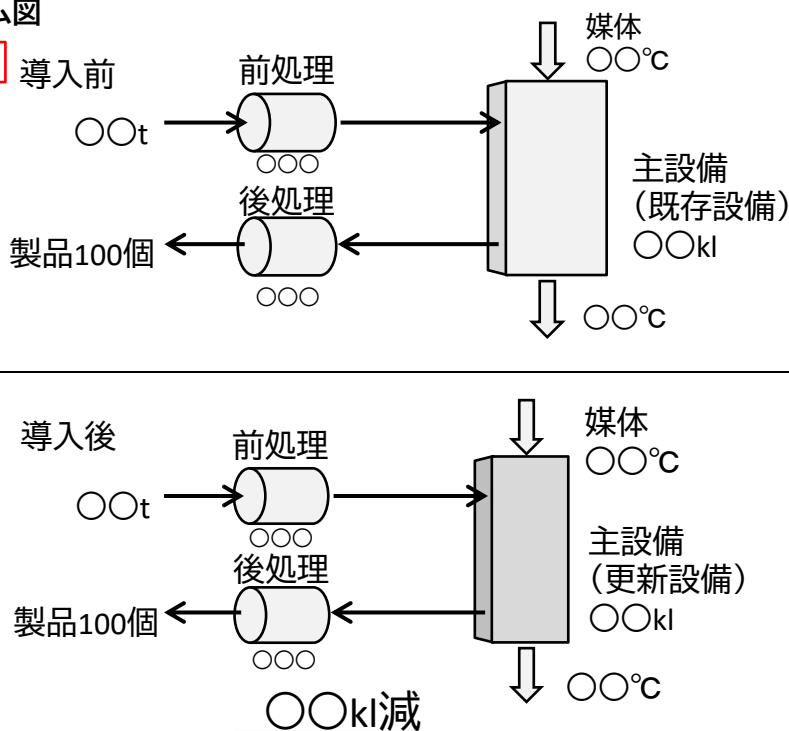 ム図
導入前
前処理
媒体
○○℃
○○t
○○○
後処理
主設備
（既存設備）
○○kl
製品100個
○○○
○○℃
導入後
前処理
媒体
○○℃
○○t
○○○
後処理
主設備
（更新設備）
○○kl
製品100個
○○○
○○℃
○○kl減